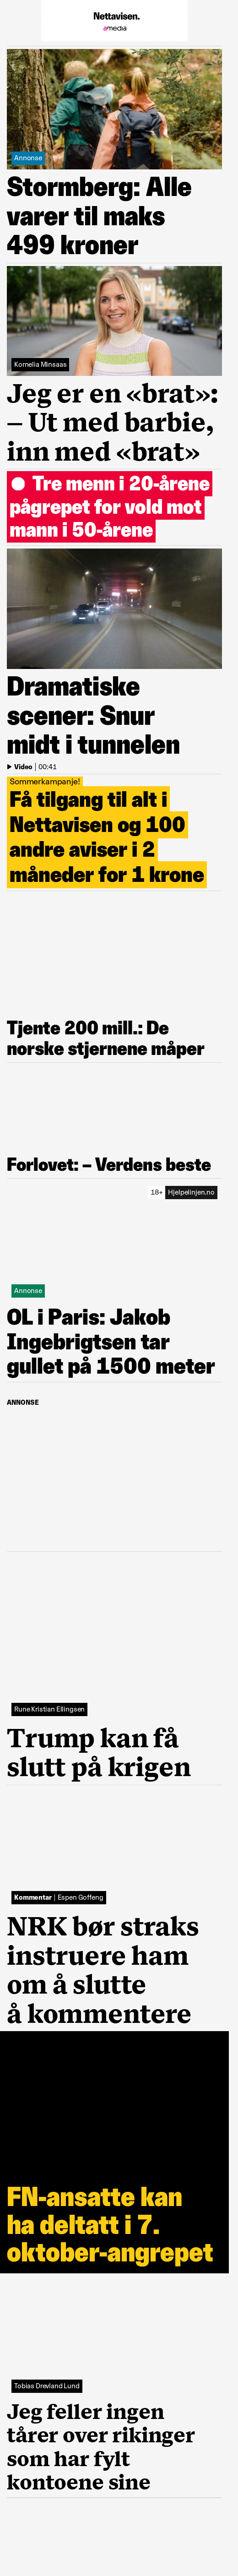 Nettavisen.
amedia
Annonse
Stormberg: Alle
varer til maks
499 kroner
Kornelia Minsaas
Jeg er en «brat»:
– Ut med barbie,
inn med «brat»
Tre menn i 20-årene
pågrepet for vold mot
mann i 50-årene
Dramatiske
scener: Snur
midt i tunnelen
Video | 00:41
Sommerkampanje!
Få tilgang til alt i
Nettavisen og 100
andre aviser i 2
måneder for 1 krone
Tjente 200 mill.: De
norske stjernene måper
Forlovet: – Verdens beste
18+ Hjelpelinjen.no
Annonse
OL i Paris: Jakob
Ingebrigtsen tar
gullet på 1500 meter
ANNONSE
Rune Kristian Ellingsen
Trump kan få
slutt på krigen
Kommentar | Espen Goffeng
NRK bør straks
instruere ham
om å slutte
å kommentere
FN-ansatte kan
ha deltatt i 7.
oktober-angrepet
Tobias Drevland Lund
Jeg feller ingen
tårer over rikinger
som har fylt
kontoene sine